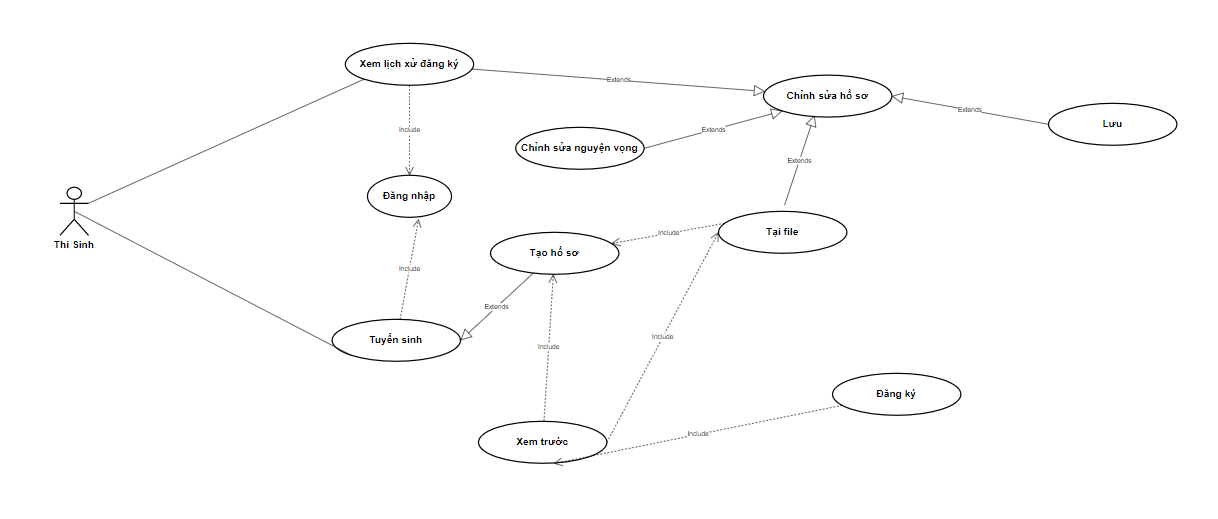 Xem lịch xử đăng ký
Extends
Chỉnh sửa hồ sơ
Extends
Lưu
Include
Extends
Chỉnh sửa nguyện vọng
Extends
Đăng nhập
Thí Sinh
Include
Tạo hồ sơ
Include
Tại file
Include
Extends
Tuyển sinh
Include
Include
Đăng ký
Xem trước
Include